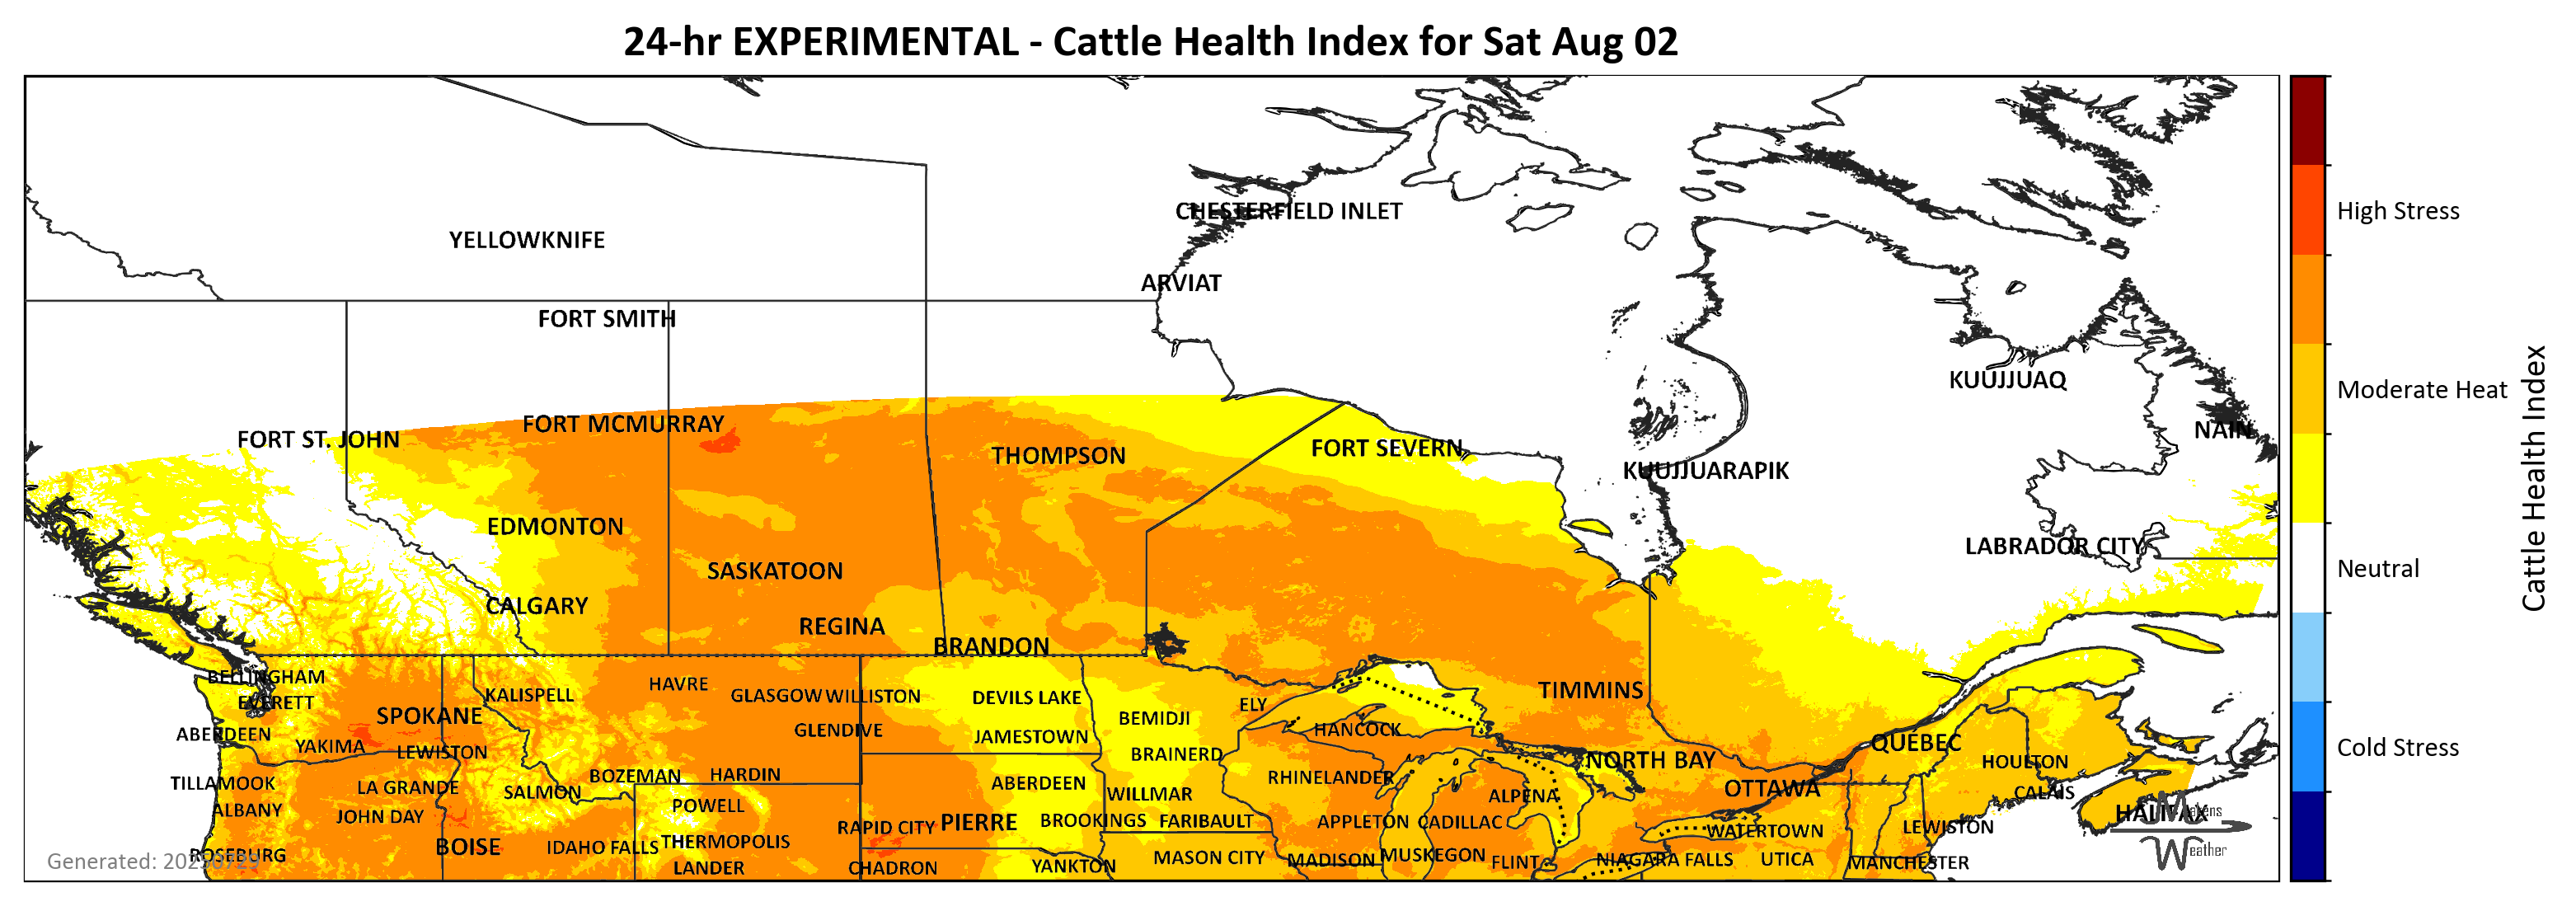 24-hr EXPERIMENTAL - Cattle Health Index for Sat Aug 02
CHESTERFIELD INLET
YELLOWKNIFE
ARVIAT
FORT SMITH
KUUJJUAQ
FORT MCMURRAY
NAIN
FORT ST. JOHN
FORT SEVERN
THOMPSON
KUUJJUARAPIK
EDMONTON
LABRADOR CITY
SASKATOON
CALGARY
REGINA
BRANDON
BELLINGHAM
HAVRE
TIMMINS
KALISPELL
GLASGOW WILLISTON
DEVILS LAKE
EVERETT
ELY
SPOKANE
BEMIDJI
GLENDIVE
HANCOCK
ABERDEEN
JAMESTOWN
QUEBEC
YAKIMA
LEWISTON
BRAINERD
NORTH BAY
HOULTON
BOZEMAN
HARDIN
RHINELANDER
TILLAMOOK
LA GRANDE
ABERDEEN
OTTAWA
SALMON
WILLMAR
ALPENA
CALAIS
POWELL
ALBANY
JOHN DAY
HALIFAX
Makens
Weather
RAPID CITY
PIERRE
BROOKINGS
FARIBAULT
APPLETON
CADILLAC
WATERTOWN
LEWISTON
BOISE
IDAHO FALLS
THERMOPOLIS
ROSEBURG
MASON CITY
MADISON
MUSKEGON
FLINT
NIAGARA FALLS
UTICA
MANCHESTER
LANDER
CHADRON
YANKTON
Generated: 20250729
High Stress
Moderate Heat
Neutral
Cold Stress
Cattle Health Index